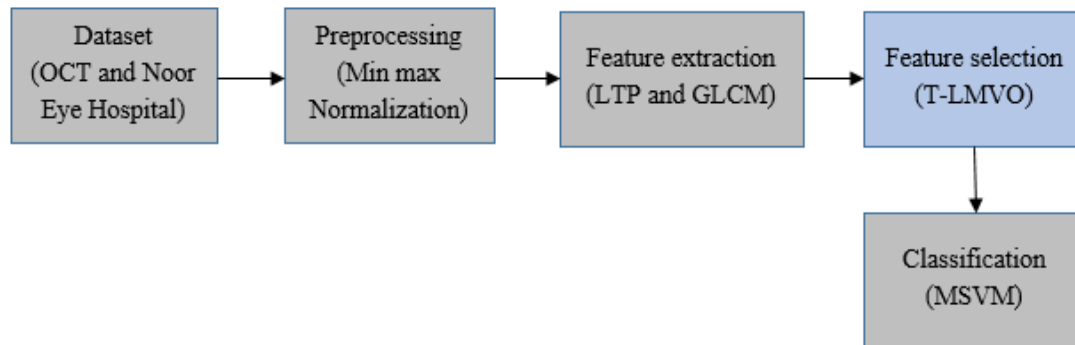 Dataset
(OCT and Noor
Eye Hospital)
Preprocessing
(Min max
Normalization)
Feature extraction
(LTP and GLCM)
Feature selection
(T-LMVO)
Classification
(MSVM)